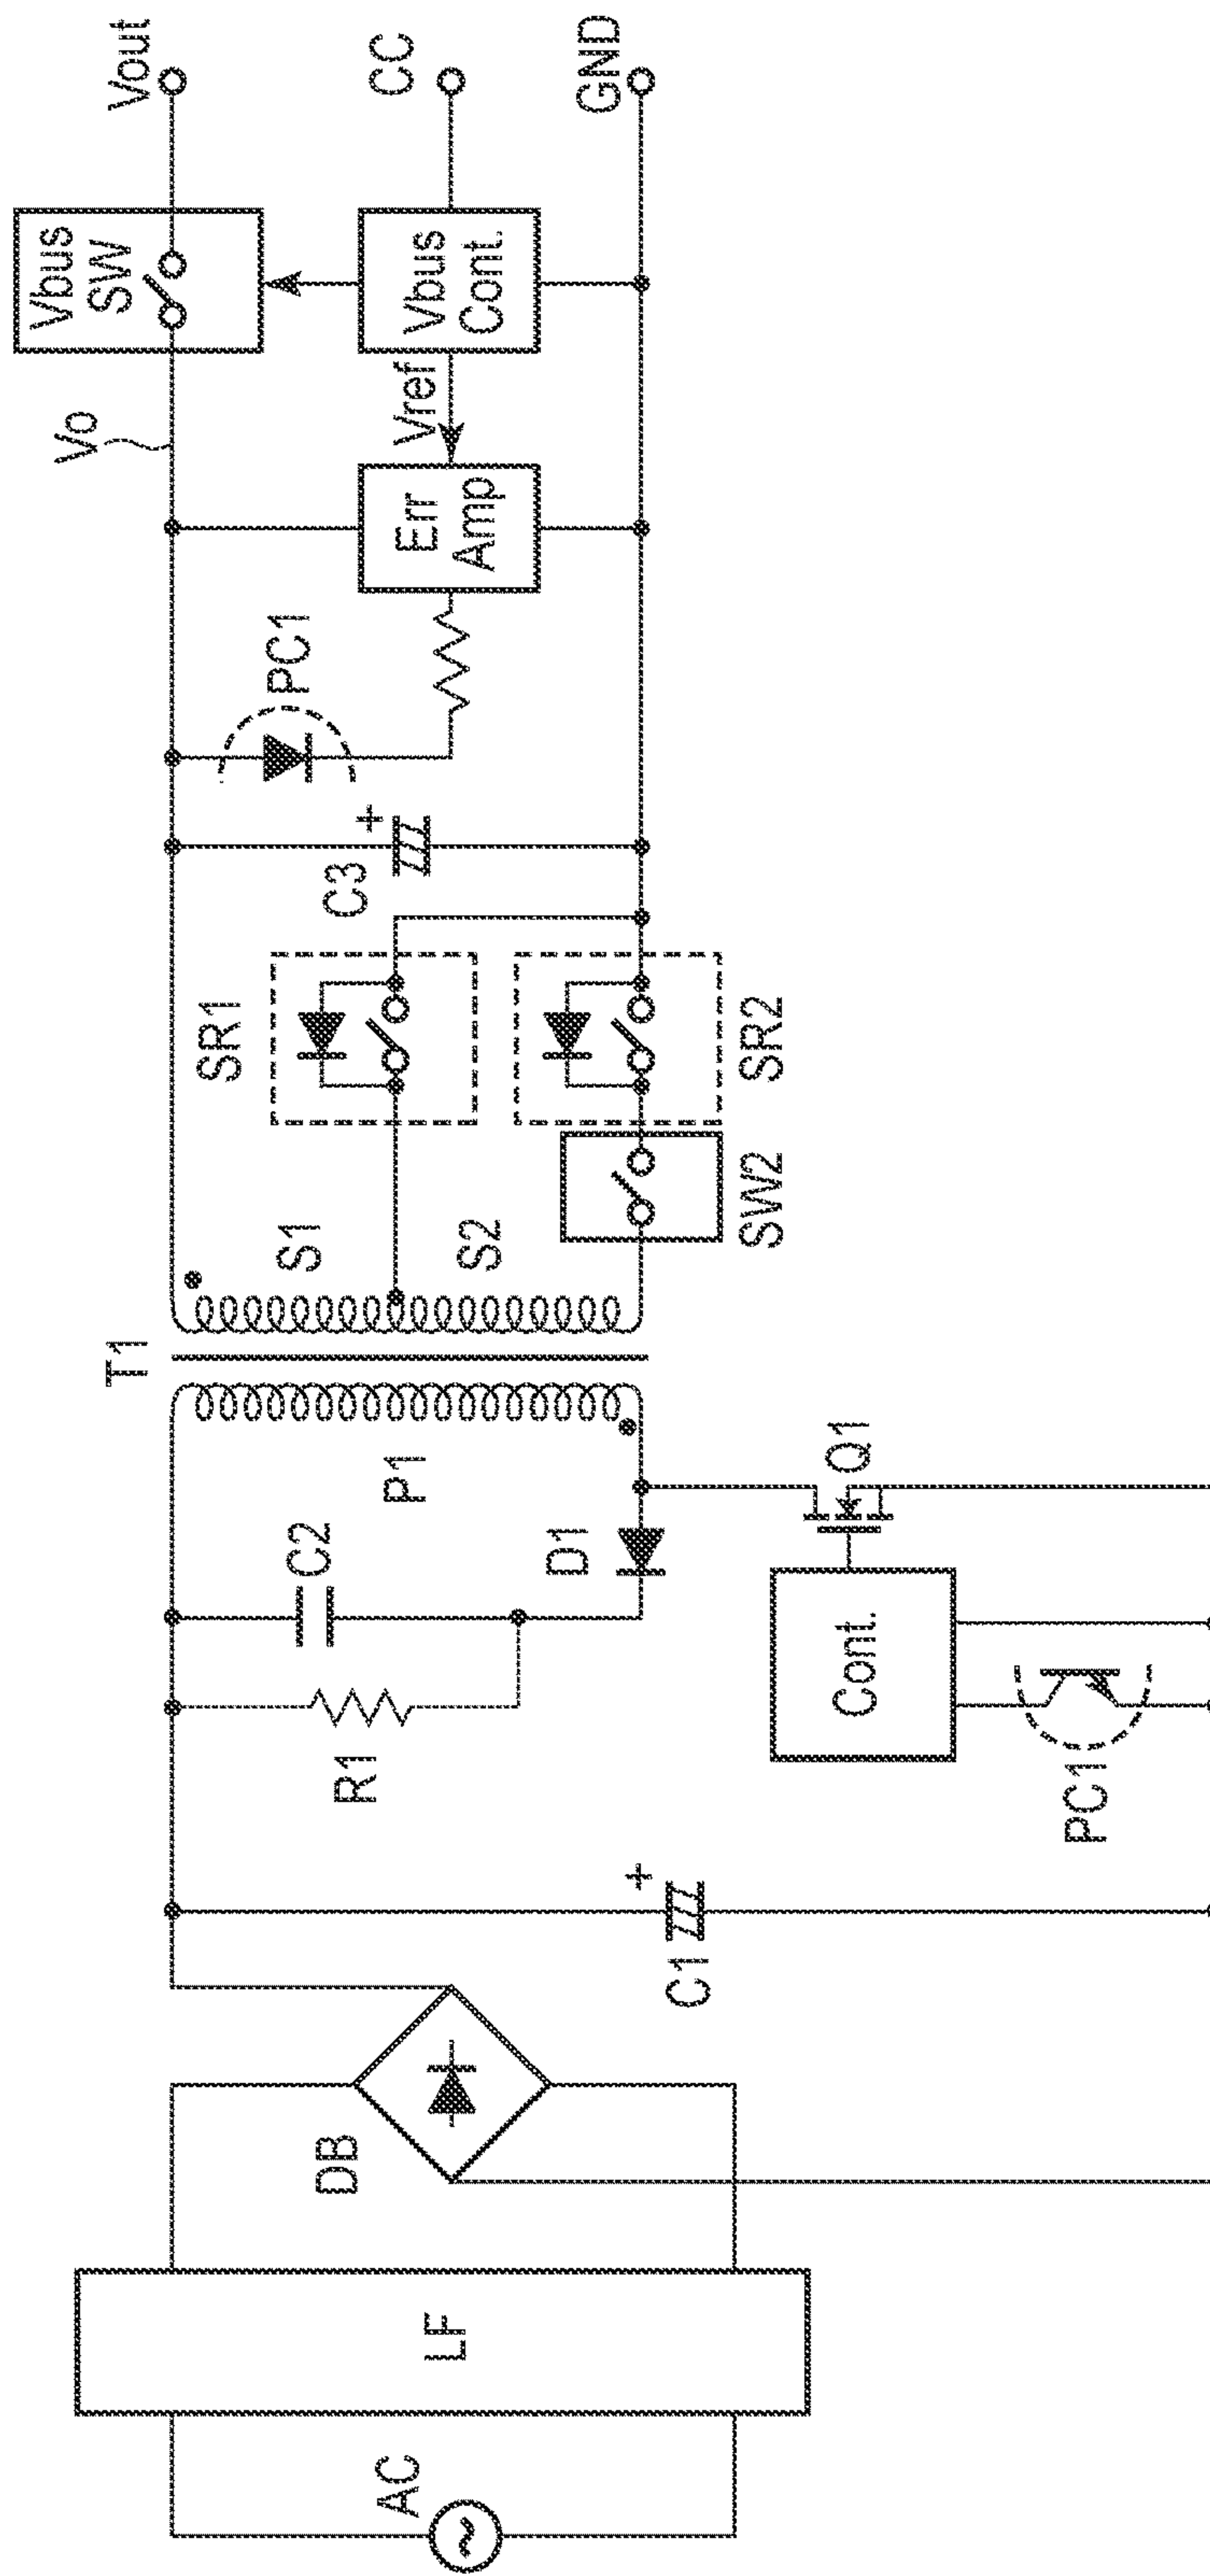 AC
LF
DB
C1
+
R1
C2
P1
D1
Cont.
PC1
Q1
T1
S1
S2
SW2
SR1
SR2
C3
+
PC1
Err
Amp
Vref
Vo
Vbus
SW
Vbus
Cont.
Vout
CC
GND